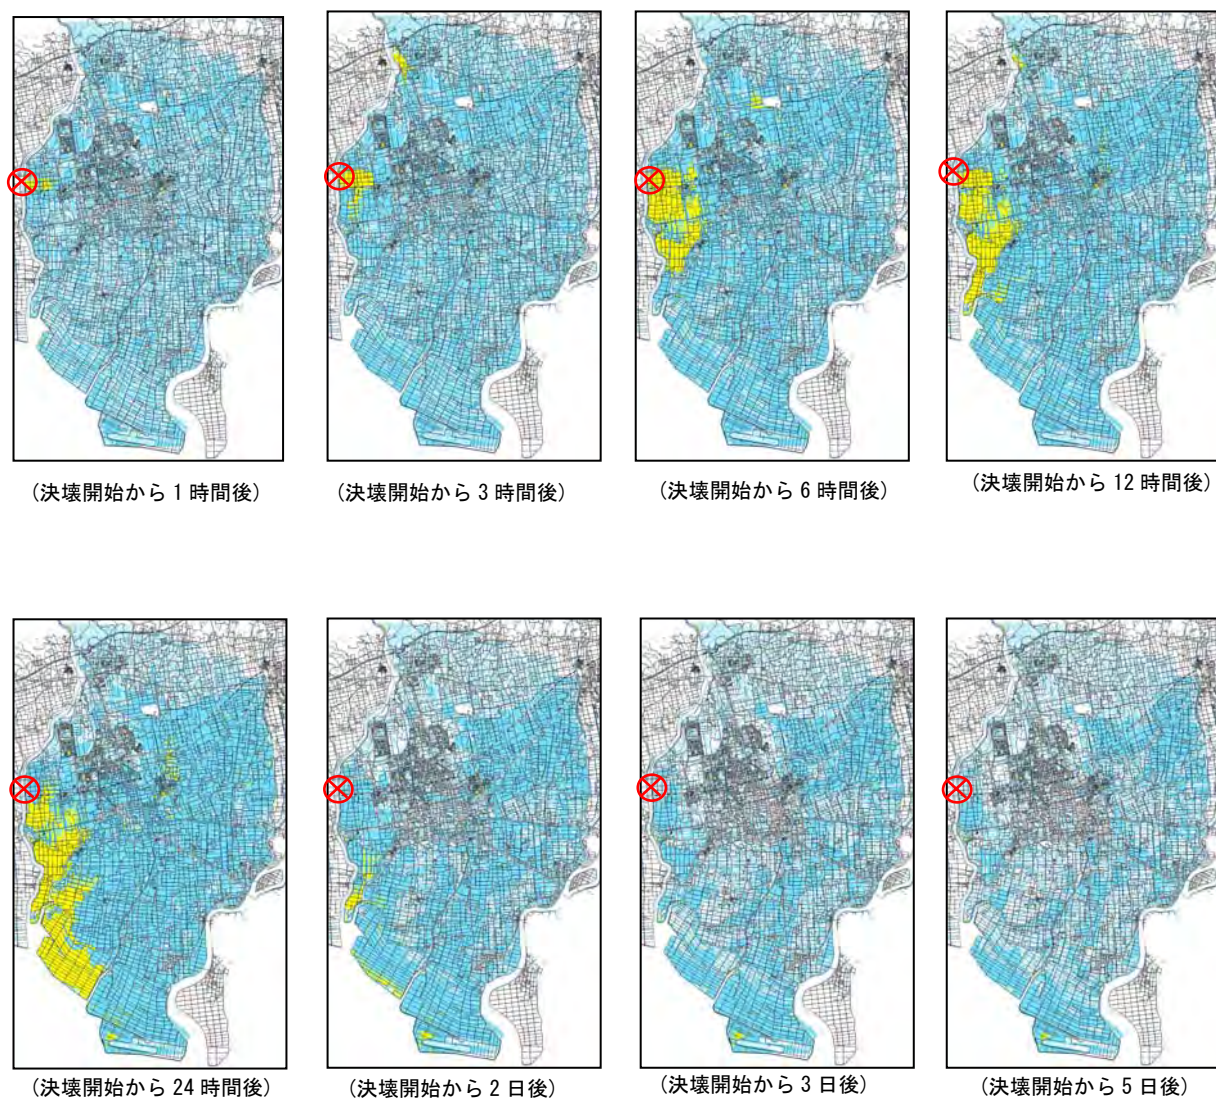 (決壊開始から 1 時間後)
(決壊開始から 3 時間後)
(決壊開始から 6 時間後)
(決壊開始から 12 時間後)
(決壊開始から 24 時間後)
(決壊開始から 2 日後)
(決壊開始から 3 日後)
(決壊開始から 5 日後)